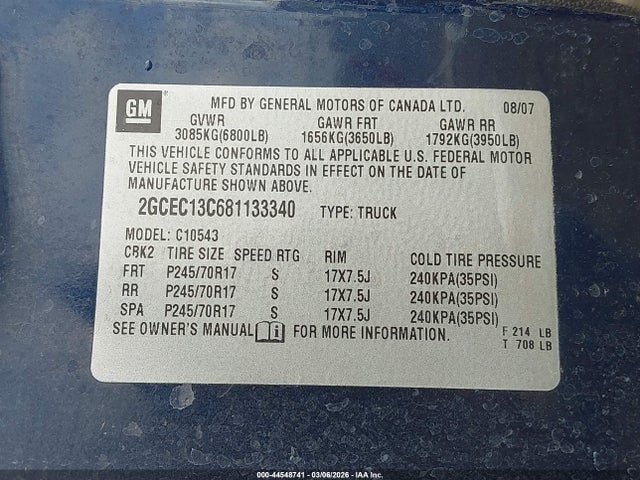 GM ®
MFD BY GENERAL MOTORS OF CANADA LTD. 08/07
GVWR GAWR FRT GAWR RR
3085KG(6800LB) 1656KG(3650LB) 1792KG(3950LB)
THIS VEHICLE CONFORMS TO ALL APPLICABLE U.S. FEDERAL MOTOR
VEHICLE SAFETY STANDARDS IN EFFECT ON THE DATE OF
MANUFACTURE SHOWN ABOVE.
2GCEC13C681133340 TYPE: TRUCK
MODEL: C10543
CBK2 TIRE SIZE SPEED RTG RIM COLD TIRE PRESSURE
FRT P245/70R17 S 17X7.5J 240KPA(35PSI)
RR P245/70R17 S 17X7.5J 240KPA(35PSI)
SPA P245/70R17 S 17X7.5J 240KPA(35PSI)
SEE OWNER'S MANUAL FOR MORE INFORMATION.
F 214 LB
T 708 LB
000-44548741 - 03/06/2026 - IAA Inc.